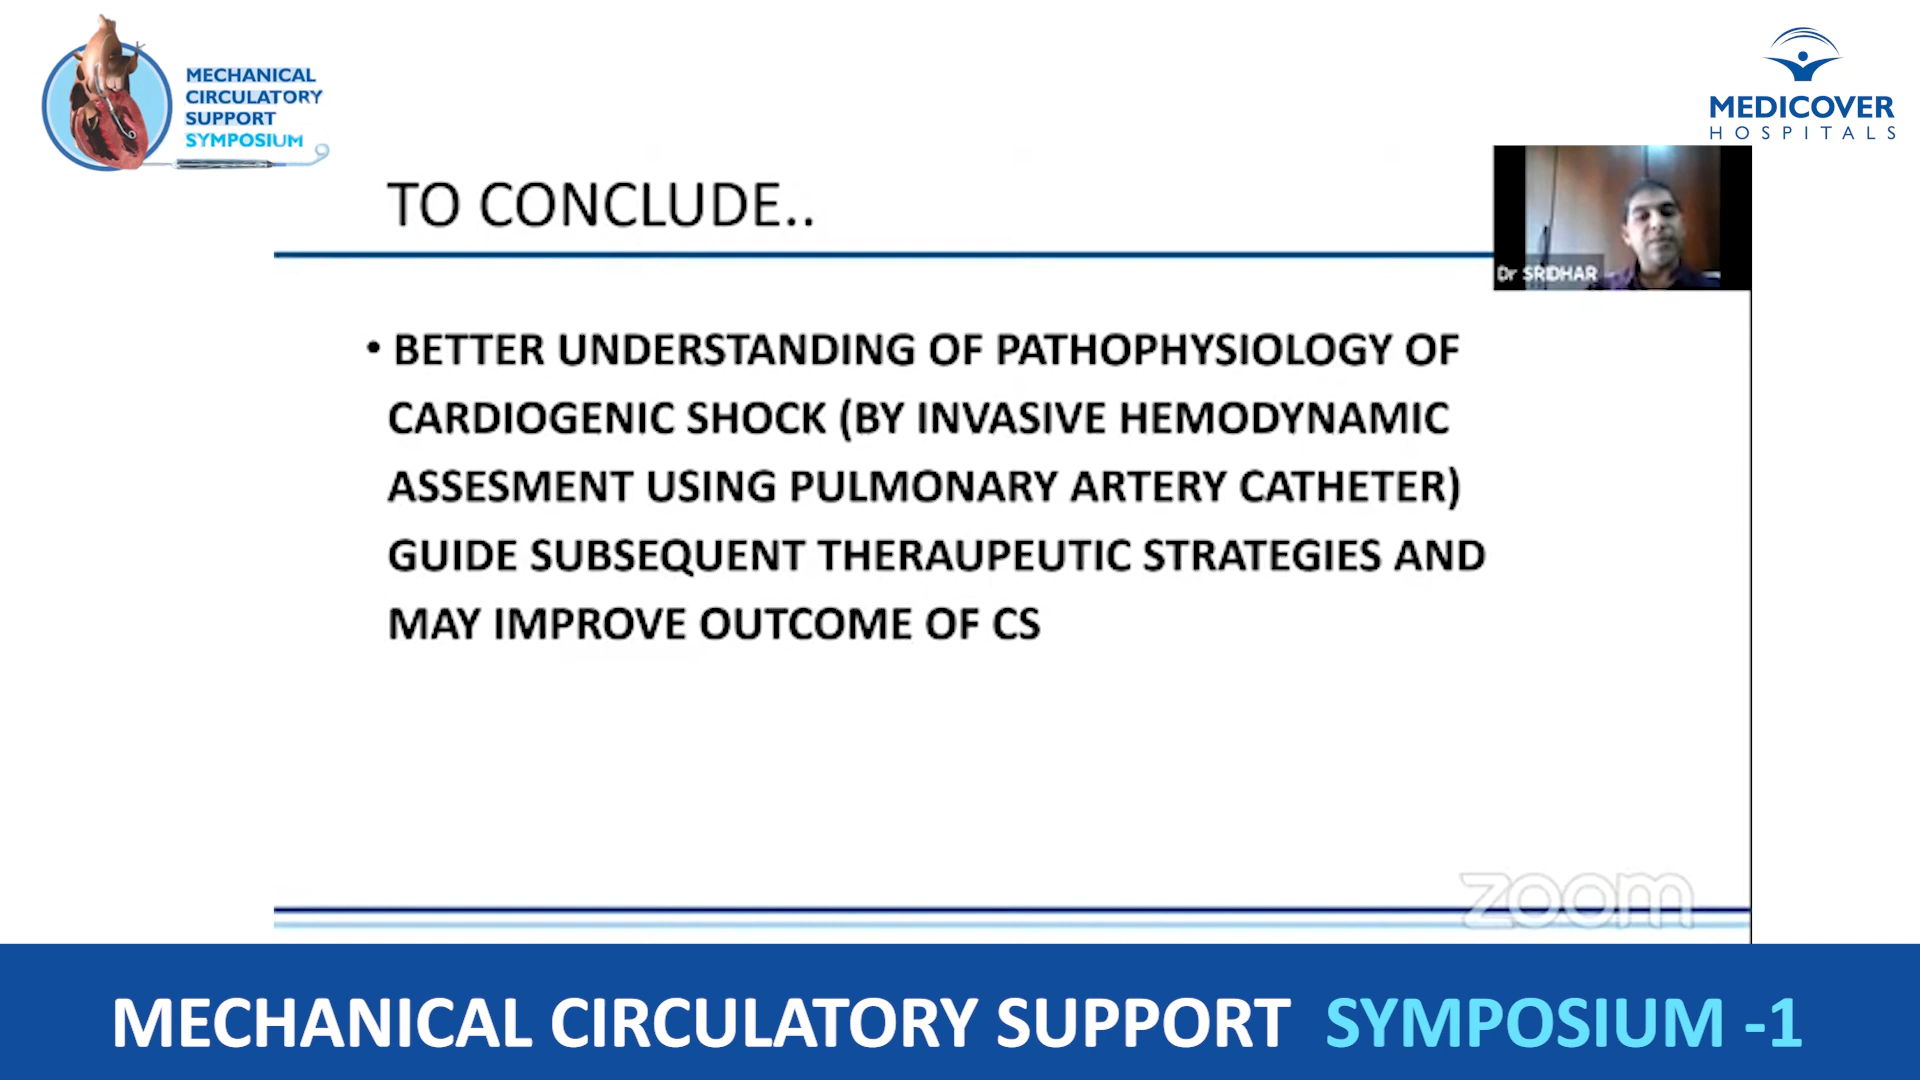 MECHANICAL
CIRCULATORY
SUPPORT
SYMPOSIUM
MEDICOVER
HOSPITALS
TO CONCLUDE..
Dr SRIDHAR
• BETTER UNDERSTANDING OF PATHOPHYSIOLOGY OF
CARDIOGENIC SHOCK (BY INVASIVE HEMODYNAMIC
ASSESMENT USING PULMONARY ARTERY CATHETER)
GUIDE SUBSEQUENT THERAUPEUTIC STRATEGIES AND
MAY IMPROVE OUTCOME OF CS
zoom
MECHANICAL CIRCULATORY SUPPORT SYMPOSIUM -1